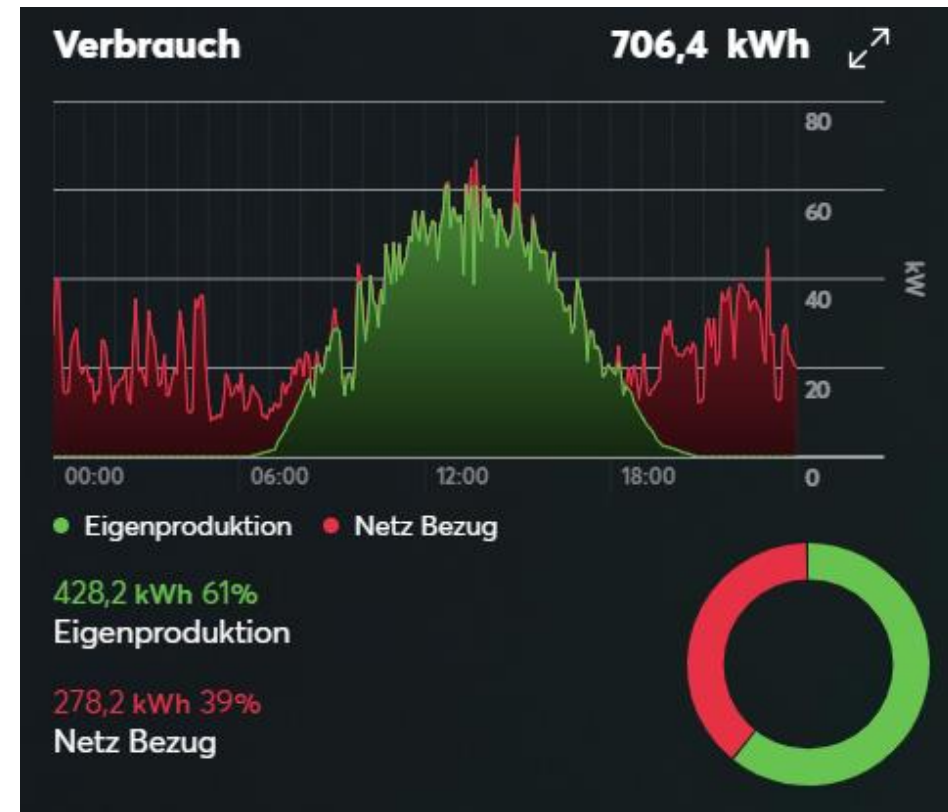 Verbrauch 706,4 kWh
80
60
40
20
0
kW
00:00 06:00 12:00 18:00
Eigenproduktion Netz Bezug
428,2 kWh 61%
Eigenproduktion
278,2 kWh 39%
Netz Bezug